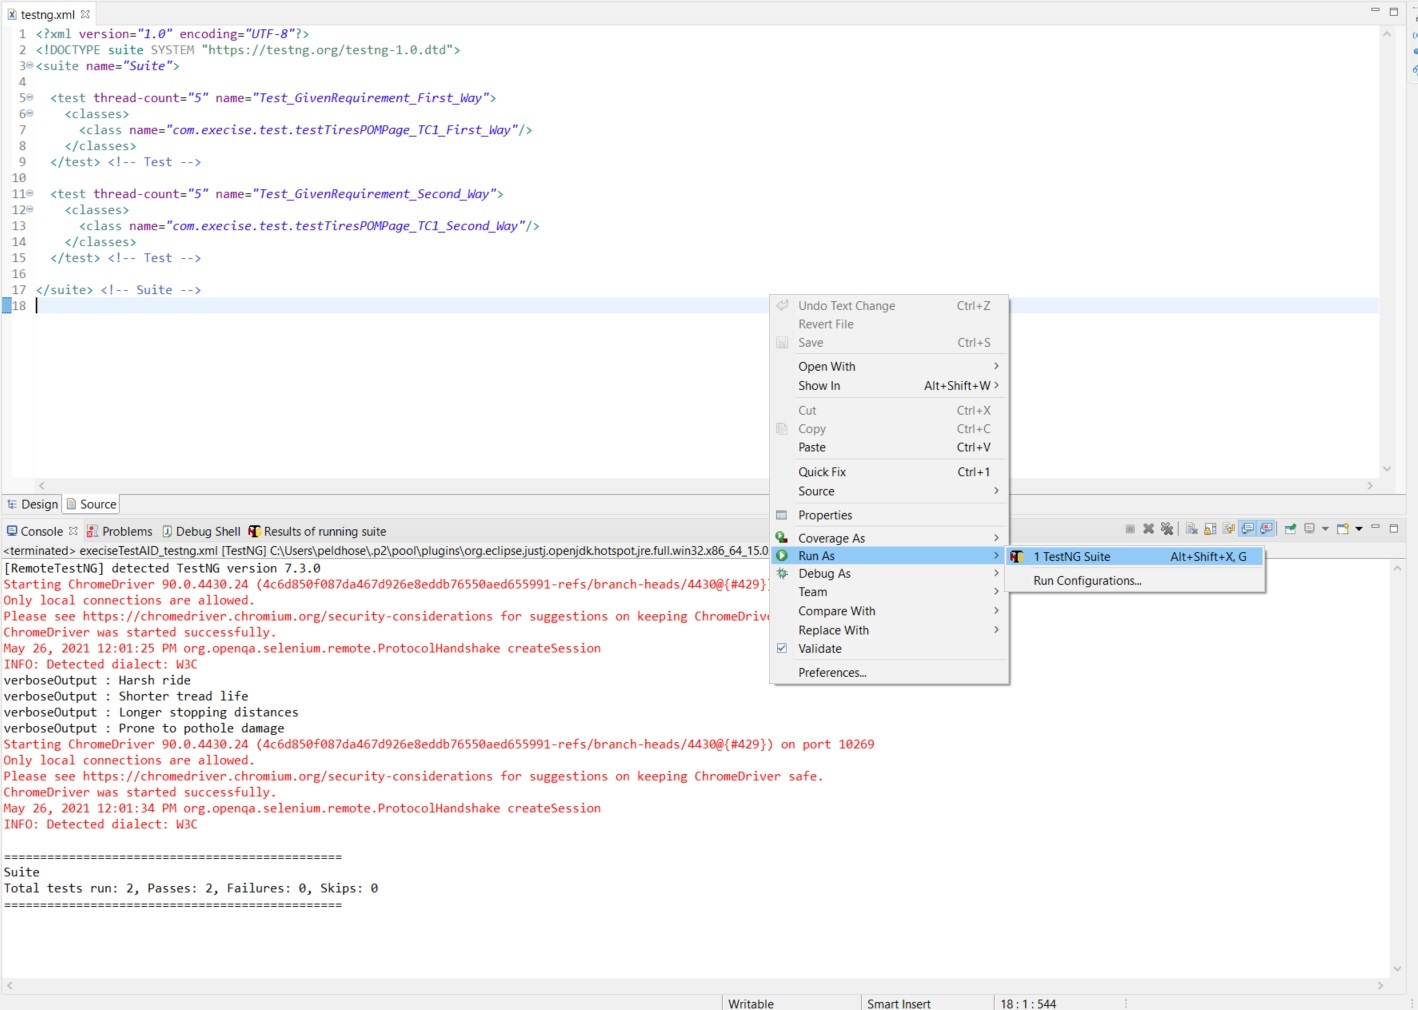 testng.xml
1 <?xml version="1.0" encoding="UTF-8"?>
2 <!DOCTYPE suite SYSTEM "https://testng.org/testng-1.0.dtd">
3 <suite name="Suite">
4
5 <test thread-count="5" name="Test_GivenRequirement_First_Way">
6 <classes>
7 <class name="com.execise.test.testTiresPOMPage_TC1_First_Way"/>
8 </classes>
9 </test> <!-- Test -->
10
11 <test thread-count="5" name="Test_GivenRequirement_Second_Way">
12 <classes>
13 <class name="com.execise.test.testTiresPOMPage_TC1_Second_Way"/>
14 </classes>
15 </test> <!-- Test -->
16
17 </suite> <!-- Suite -->
18
Undo Text Change Ctrl+Z
Revert File
Save Ctrl+S
Open With
Show In Alt+Shift+W
Cut Ctrl+X
Copy Ctrl+C
Paste Ctrl+V
Quick Fix Ctrl+1
Source
Properties
Coverage As
Run As
Debug As
Team
Compare With
Replace With
Validate
Preferences...
1 TestNG Suite Alt+Shift+X, G
Run Configurations...
Design Source
Console Problems Debug Shell Results of running suite
<terminated> execiseTestAID_testng.xml [TestNG] C:\Users\peldhose\.p2\pool\plugins\org.eclipse.justj.openjdk.hotspot.jre.full.win32.x86_64_15.0
[RemoteTestNG] detected TestNG version 7.3.0
Starting ChromeDriver 90.0.4430.24 (4c6d850f087da467d926e8eddb76550aed655991-refs/branch-heads/4430@{#429})
Only local connections are allowed.
Please see https://chromedriver.chromium.org/security-considerations for suggestions on keeping ChromeDrive
ChromeDriver was started successfully.
May 26, 2021 12:01:25 PM org.openqa.selenium.remote.ProtocolHandshake createSession
INFO: Detected dialect: W3C
verboseOutput : Harsh ride
verboseOutput : Shorter tread life
verboseOutput : Longer stopping distances
verboseOutput : Prone to pothole damage
Starting ChromeDriver 90.0.4430.24 (4c6d850f087da467d926e8eddb76550aed655991-refs/branch-heads/4430@{#429}) on port 10269
Only local connections are allowed.
Please see https://chromedriver.chromium.org/security-considerations for suggestions on keeping ChromeDriver safe.
ChromeDriver was started successfully.
May 26, 2021 12:01:34 PM org.openqa.selenium.remote.ProtocolHandshake createSession
INFO: Detected dialect: W3C
===============================================
Suite
Total tests run: 2, Passes: 2, Failures: 0, Skips: 0
===============================================
Writable Smart Insert 18 : 1 : 544